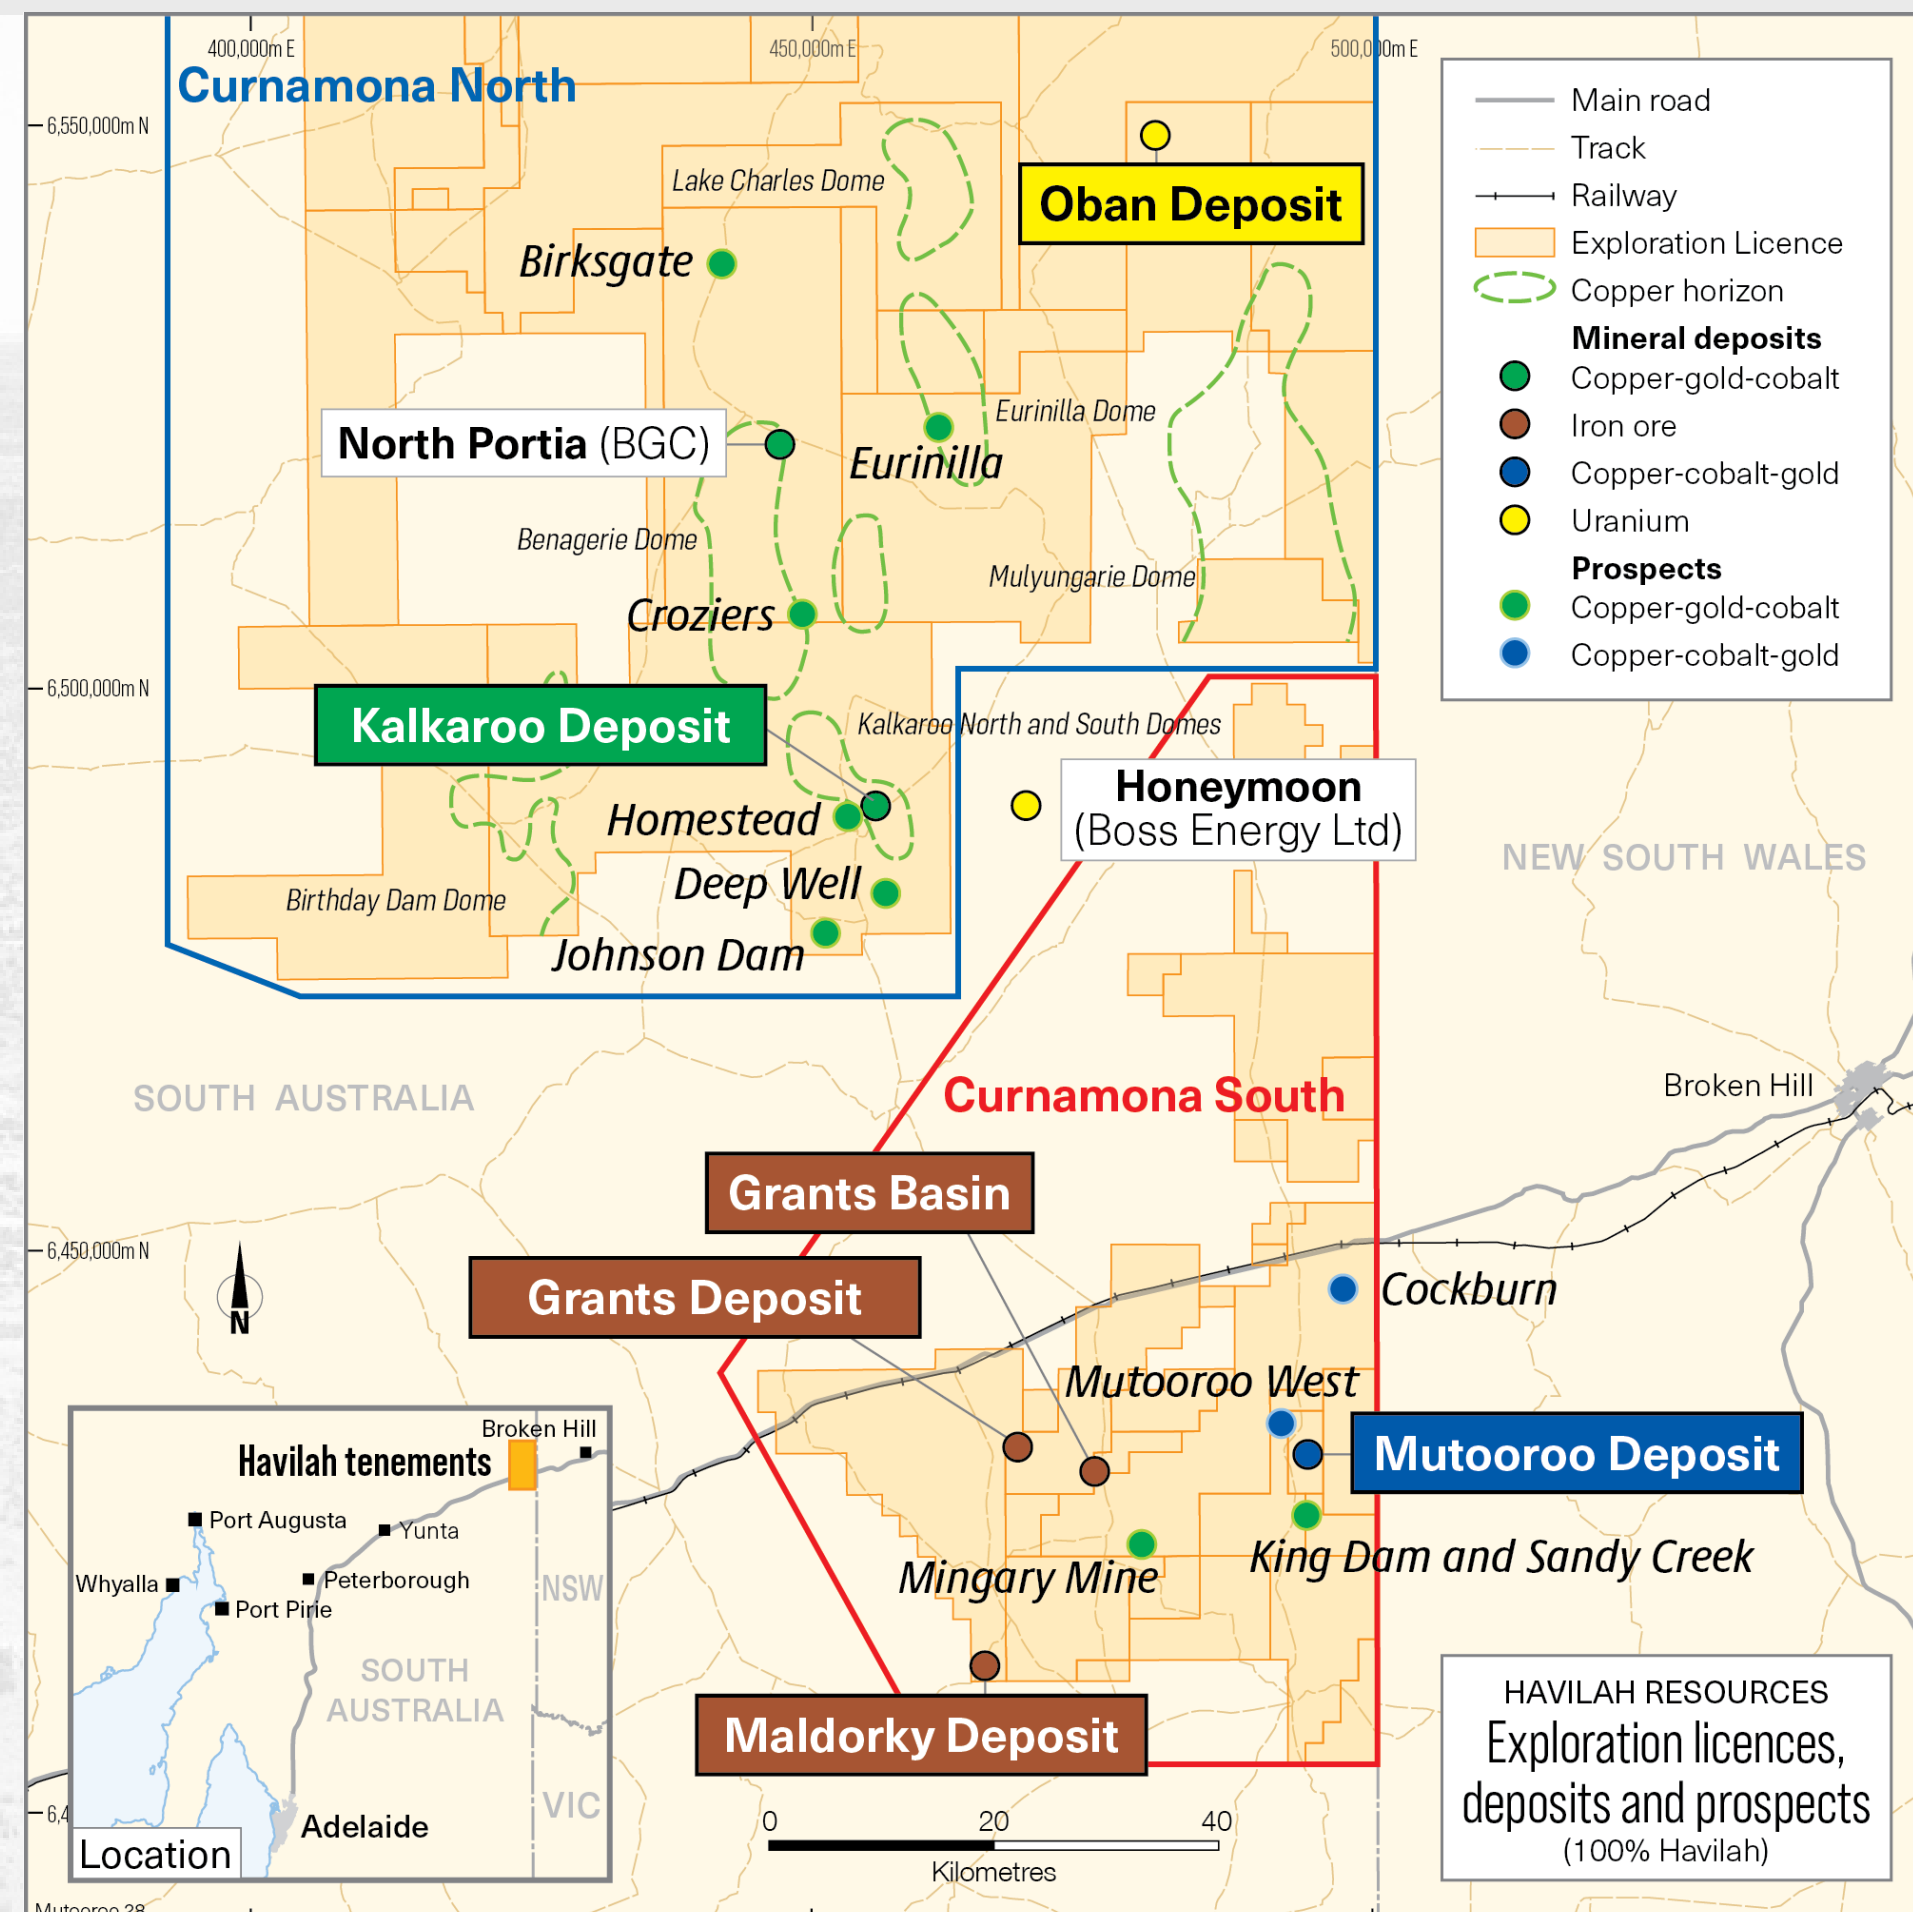 400,000m E
450,000m E
500,000m E
Curnamona North
6,550,000m N
Lake Charles Dome
Oban Deposit
Birksgate
Eurinilla Dome
North Portia (BGC)
Eurinilla
Benagerie Dome
Mulyungarie Dome
Croziers
6,500,000m N
Kalkaroo Deposit
Kalkaroo North and South Domes
Homestead
Honeymoon
(Boss Energy Ltd)
Deep Well
Birthday Dam Dome
Johnson Dam
Main road
Track
Railway
Exploration Licence
Copper horizon
Mineral deposits
Copper-gold-cobalt
Iron ore
Copper-cobalt-gold
Uranium
Prospects
Copper-gold-cobalt
Copper-cobalt-gold
NEW SOUTH WALES
SOUTH AUSTRALIA
Curnamona South
Broken Hill
Grants Basin
6,450,000m N
Grants Deposit
N
Cockburn
Mutooroo West
Mutooroo Deposit
King Dam and Sandy Creek
Mingary Mine
Maldorky Deposit
Broken Hill
Havilah tenements
Port Augusta
Yunta
Whyalla
Peterborough
Port Pirie
NSW
SOUTH
AUSTRALIA
VIC
Adelaide
Location
6,4
0 20 40
Kilometres
HAVILAH RESOURCES
Exploration licences,
deposits and prospects
(100% Havilah)